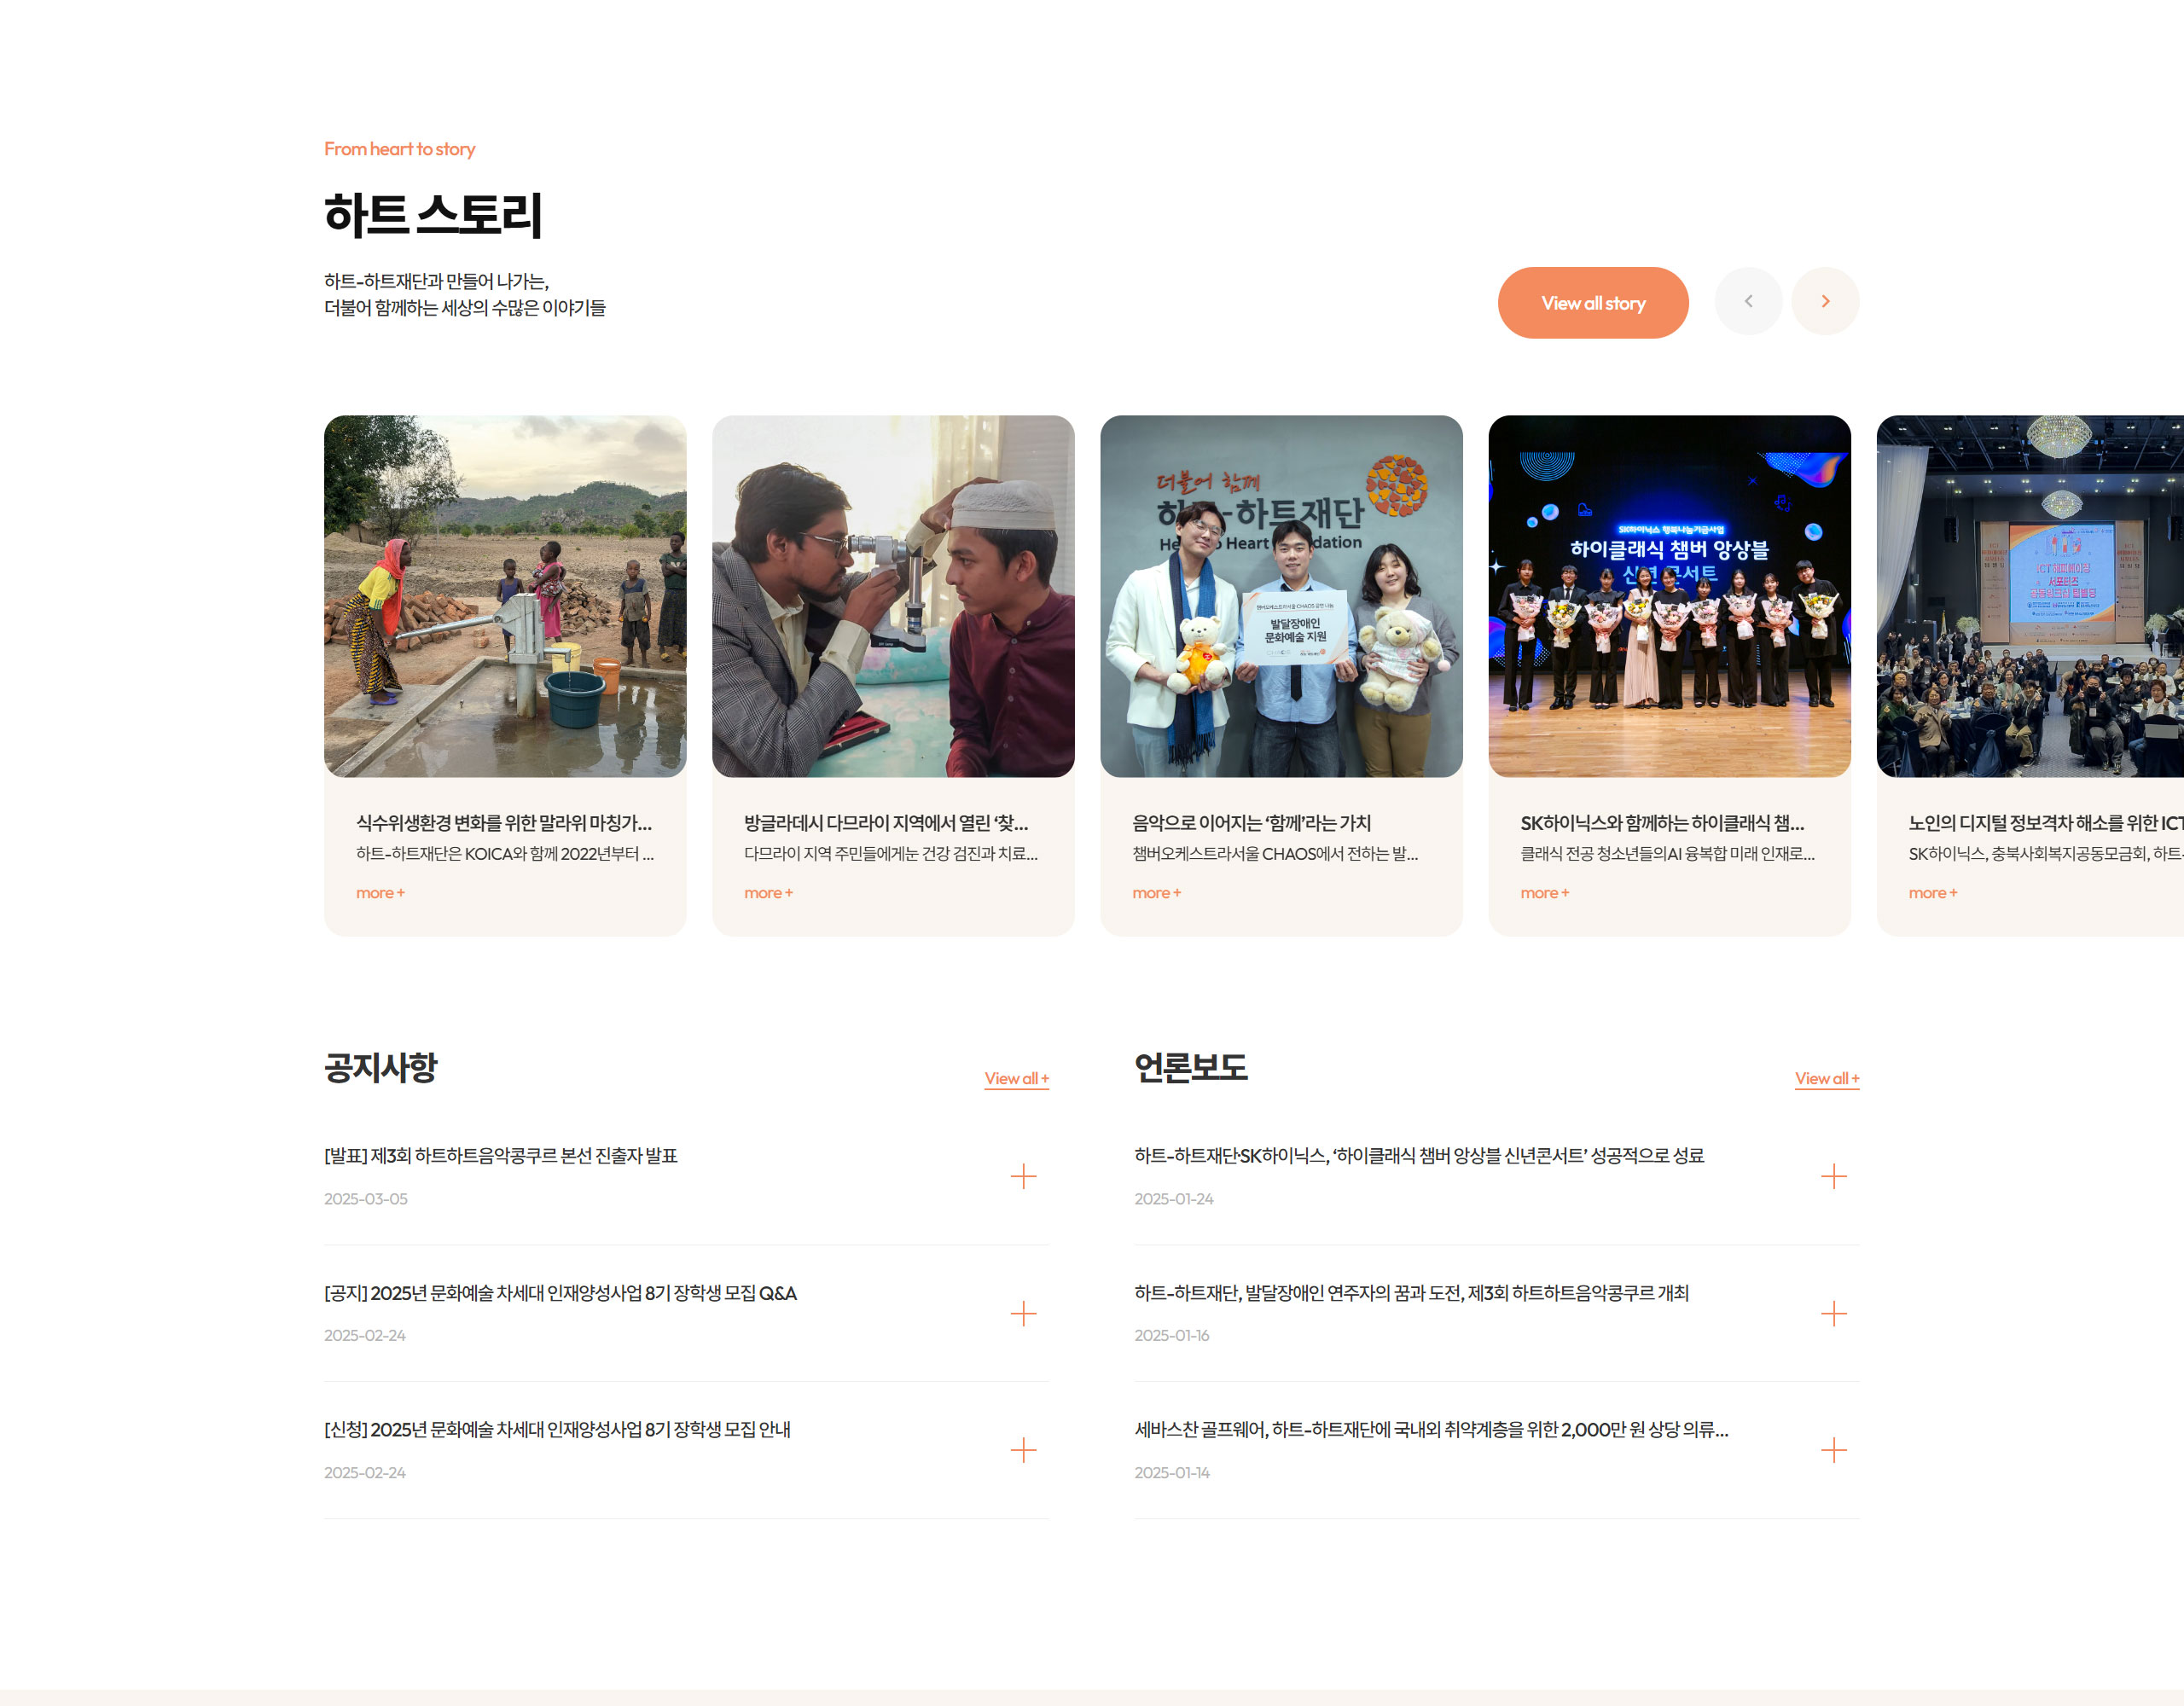 From heart to story
하트 스토리
하트-하트재단과 만들어 나가는,
더불어 함께하는 세상의 수많은 이야기들
View all story
더불어 함께
하트-하트재단
Heart Heart
발달장애인
문화예술 지원
SK하이닉스 행복나눔기금사업
하이클래식 챔버 앙상블
신년 콘서트
식수위생환경 변화를 위한 말라위 마칭가...
하트-하트재단은 KOICA와 함께 2022년부터 ...
more +
방글라데시 다므라이 지역에서 열린 ‘찾...
다므라이 지역 주민들에게눈 건강 검진과 치료...
more +
음악으로 이어지는 ‘함께’라는 가치
챔버오케스트라서울 CHAOS에서 전하는 발...
more +
SK하이닉스와 함께하는 하이클래식 챔...
클래식 전공 청소년들의AI 융복합 미래 인재로...
more +
노인의 디지털 정보격차 해소를 위한 ICT
SK하이닉스, 충북사회복지공동모금회, 하트-
more +
공지사항
View all +
[발표] 제3회 하트하트음악콩쿠르 본선 진출자 발표
2025-03-05
[공지] 2025년 문화예술 차세대 인재양성사업 8기 장학생 모집 Q&A
2025-02-24
[신청] 2025년 문화예술 차세대 인재양성사업 8기 장학생 모집 안내
2025-02-24
언론보도
View all +
하트-하트재단·SK하이닉스, ‘하이클래식 챔버 앙상블 신년콘서트’ 성공적으로 성료
2025-01-24
하트-하트재단, 발달장애인 연주자의 꿈과 도전, 제3회 하트하트음악콩쿠르 개최
2025-01-16
세바스찬 골프웨어, 하트-하트재단에 국내외 취약계층을 위한 2,000만 원 상당 의류...
2025-01-14